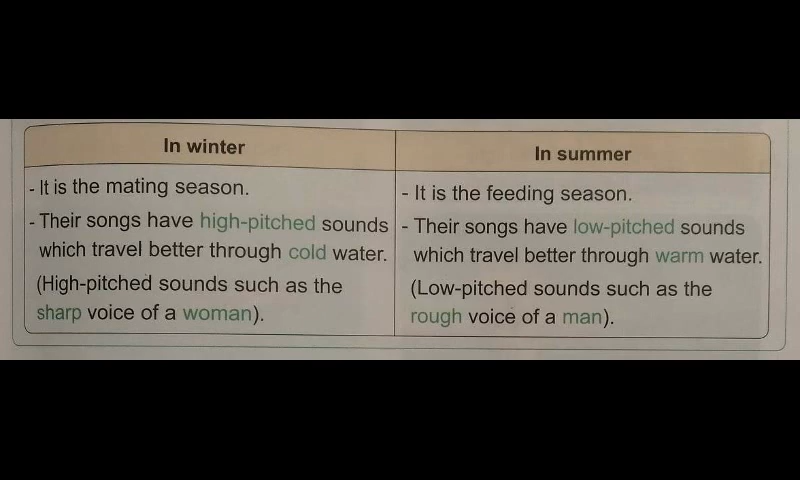 In winter
- It is the mating season.
- Their songs have high-pitched sounds
which travel better through cold water.
(High-pitched sounds such as the
sharp voice of a woman).
In summer
- It is the feeding season.
- Their songs have low-pitched sounds
which travel better through warm water.
(Low-pitched sounds such as the
rough voice of a man).